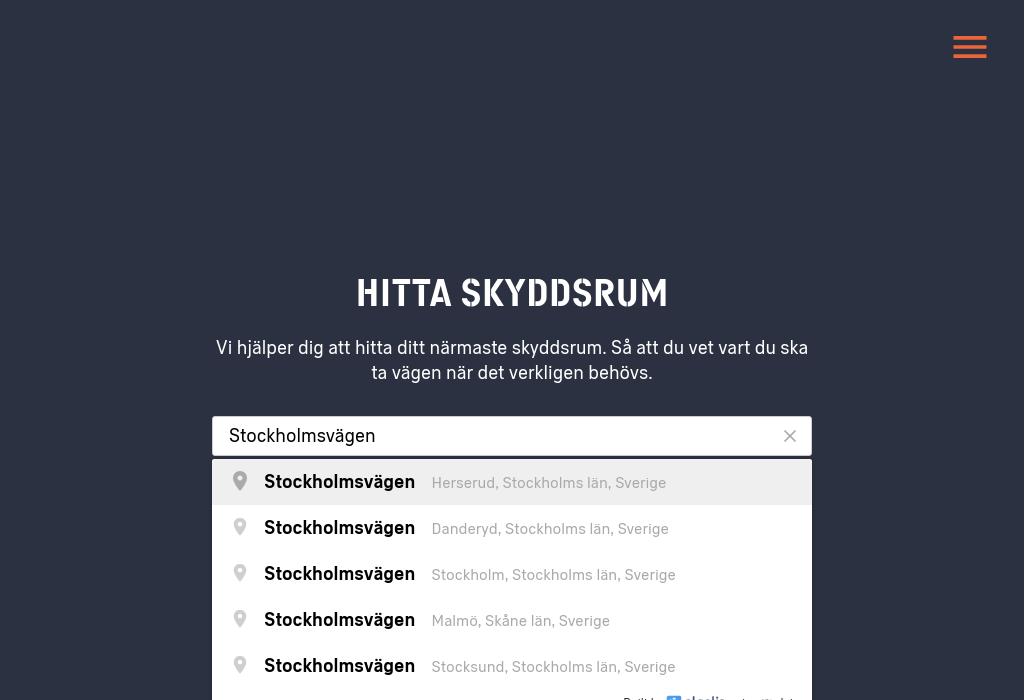 HITTA SKYDDSRUM
Vi hjälper dig att hitta ditt närmaste skyddsrum. Så att du vet vart du ska
ta vägen när det verkligen behövs.
Stockholmsvägen
Stockholmsvägen Herserud, Stockholms län, Sverige
Stockholmsvägen Danderyd, Stockholms län, Sverige
Stockholmsvägen Stockholm, Stockholms län, Sverige
Stockholmsvägen Malmö, Skåne län, Sverige
Stockholmsvägen Stocksund, Stockholms län, Sverige